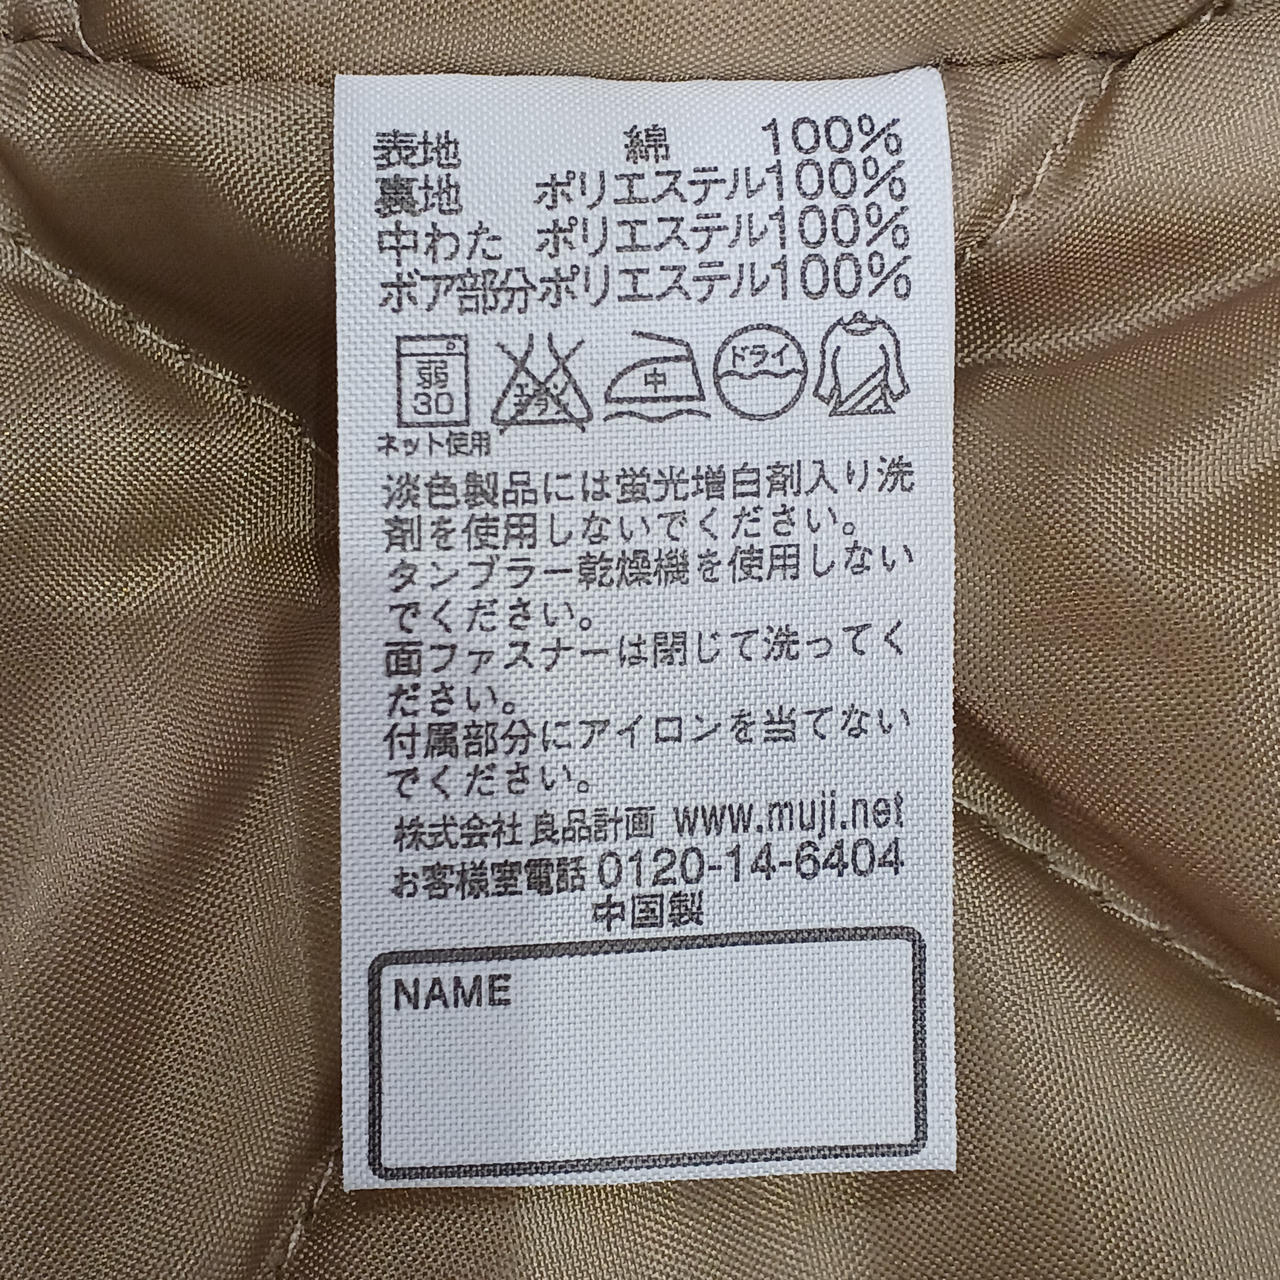 表地 綿 100%
裏地 ポリエステル100%
中わた ポリエステル100%
ボア部分ポリエステル100%
弱 30 エンソ サラシ 中 ドライ
ネット使用
淡色製品には蛍光増白剤入り洗
剤を使用しないでください。
タンブラー乾燥機を使用しない
でください。
面ファスナーは閉じて洗ってく
ださい。
付属部分にアイロンを当てない
でください。
株式会社 良品計画 www.muji.net
お客様室電話 0120-14-6404
中国製
NAME